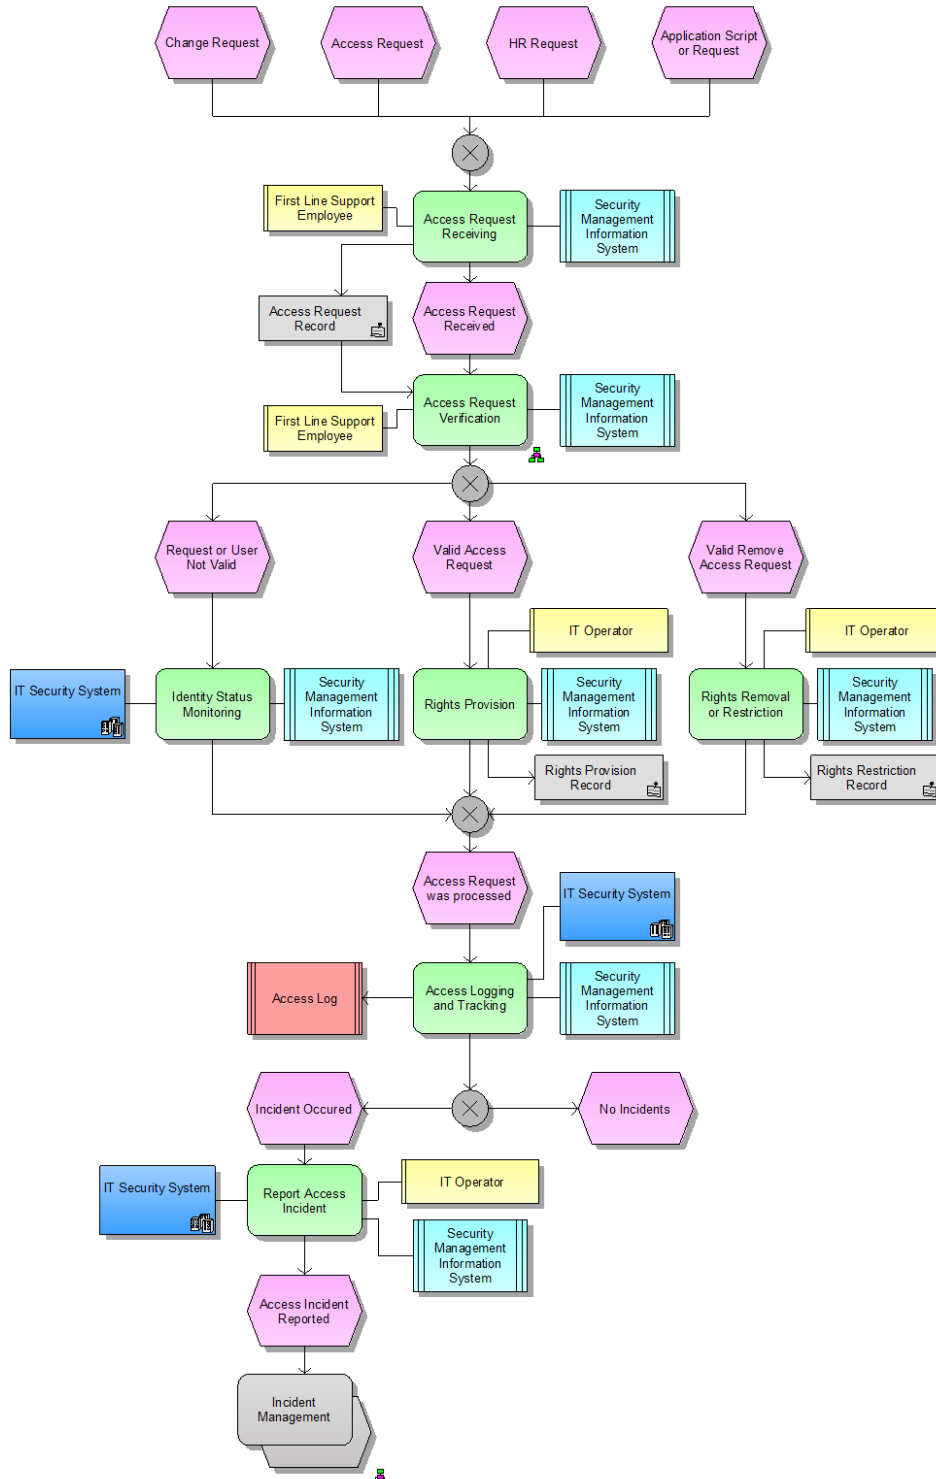 Change Request
Access Request
HR Request
Application Script
or Request
First Line Support
Employee
Access Request
Receiving
Security
Management
Information
System
Access Request
Record
Access Request
Received
First Line Support
Employee
Access Request
Verification
Security
Management
Information
System
Request or User
Not Valid
Valid Access
Request
Valid Remove
Access Request
IT Operator
IT Operator
IT Security System
Identity Status
Monitoring
Security
Management
Information
System
Rights Provision
Security
Management
Information
System
Rights Removal
or Restriction
Security
Management
Information
System
Rights Provision
Record
Rights Restriction
Record
Access Request
was processed
IT Security System
Access Log
Access Logging
and Tracking
Security
Management
Information
System
Incident Occured
No Incidents
IT Security System
Report Access
Incident
IT Operator
Security
Management
Information
System
Access Incident
Reported
Incident
Management